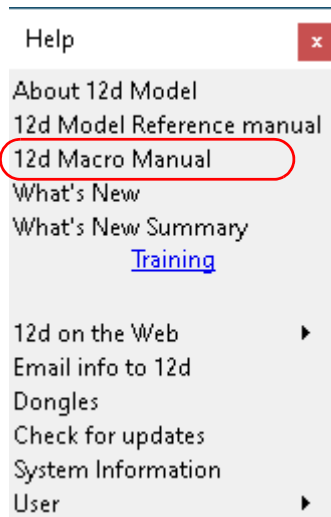 Help
x
About 12d Model
12d Model Reference manual
12d Macro Manual
What's New
What's New Summary
Training
12d on the Web
Email info to 12d
Dongles
Check for updates
System Information
User